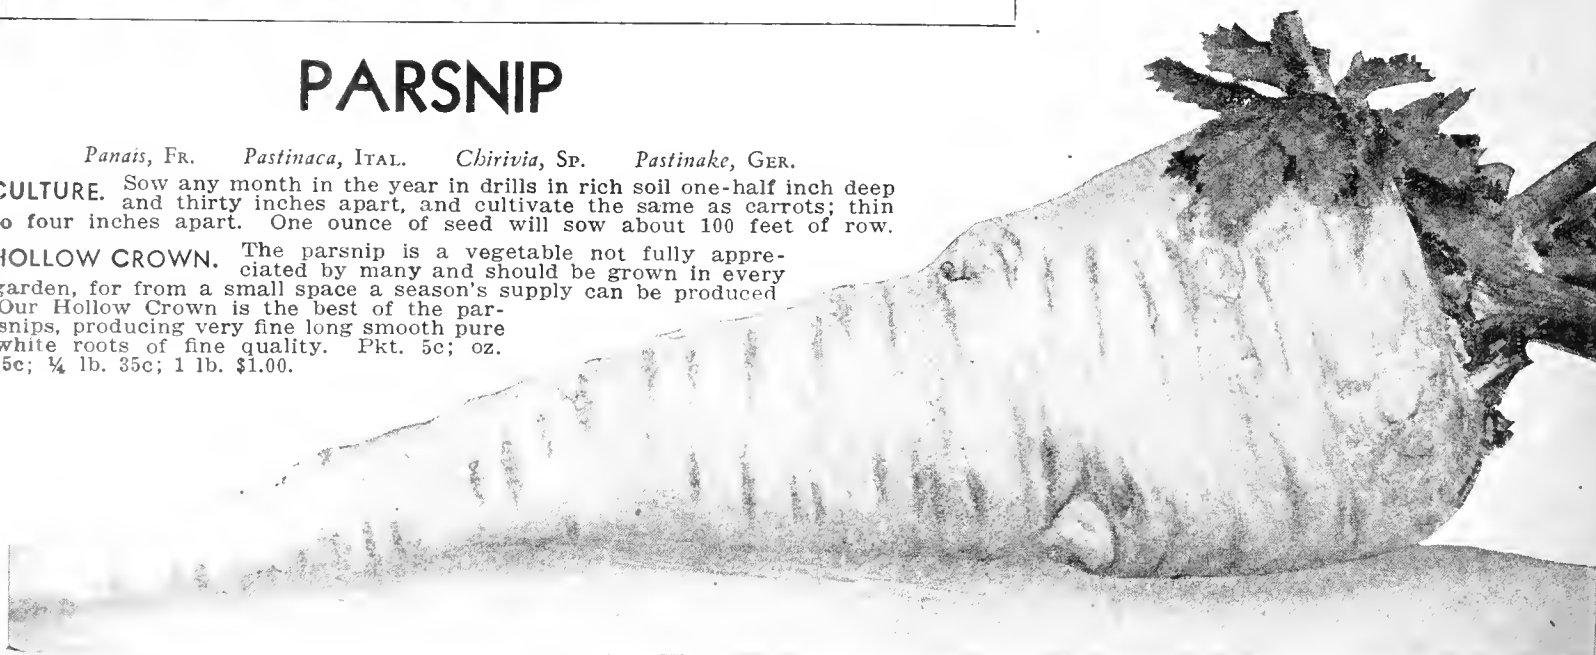 PARSNIP
Panais, FR. Pastinaca, ITAL. Chirivia, SP. Pastinake, GER.
CULTURE. Sow any month in the year in drills in rich soil one-half inch deep
and thirty inches apart, and cultivate the same as carrots; thin
o four inches apart. One ounce of seed will sow about 100 feet of row.
HOLLOW CROWN. The parsnip is a vegetable not fully appre-
ciated by many and should be grown in every
garden, for from a small space a season's supply can be produced
Our Hollow Crown is the best of the par-
snips, producing very fine long smooth pure
white roots of fine quality. Pkt. 5c; oz.
5c; ¼ lb. 35c; 1 lb. $1.00.